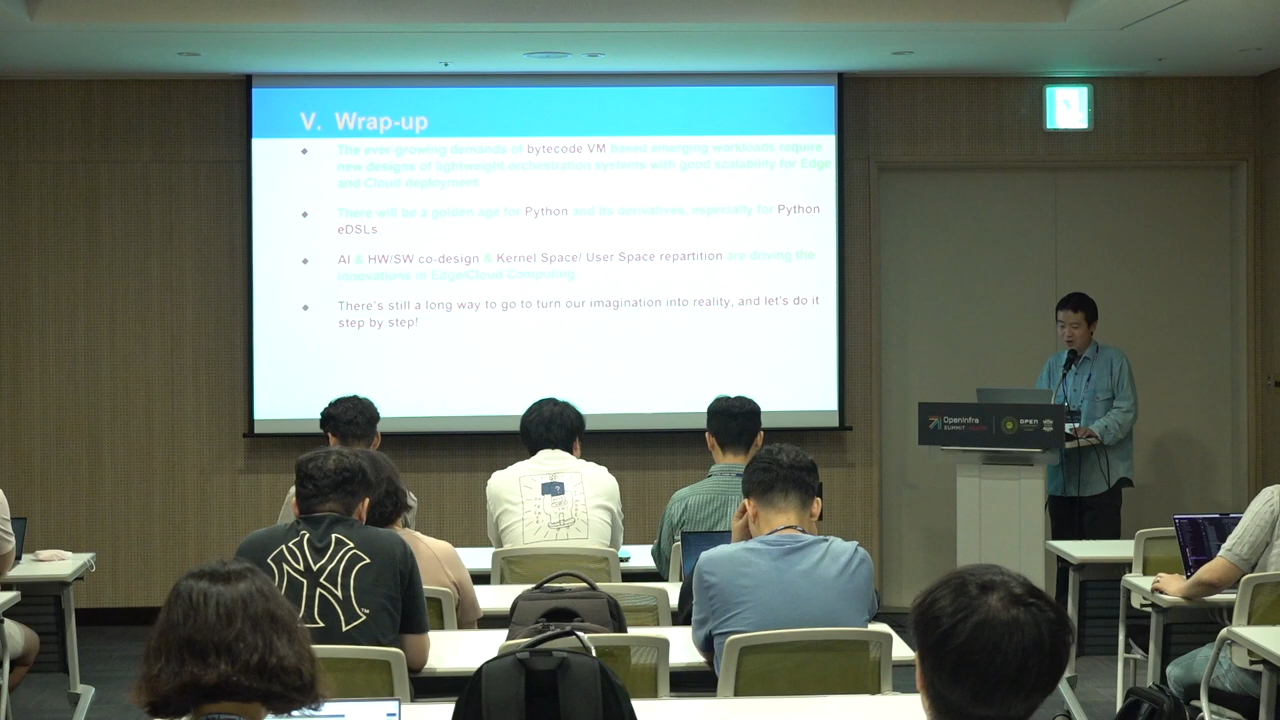 V. Wrap-up
◆ The ever-growing demands of bytecode VM based emerging workloads require
new designs of lightweight orchestration systems with good scalability for Edge
and Cloud deployment
◆ There will be a golden age for Python and its derivatives, especially for Python
eDSLs
◆ AI & HW/SW co-design & Kernel Space/ User Space repartition are driving the
innovations in Edge/Cloud Computing
◆ There's still a long way to go to turn our imagination into reality, and let's do it
step by step!
OpenInfra
SUMMIT
OPEN
NY
TM